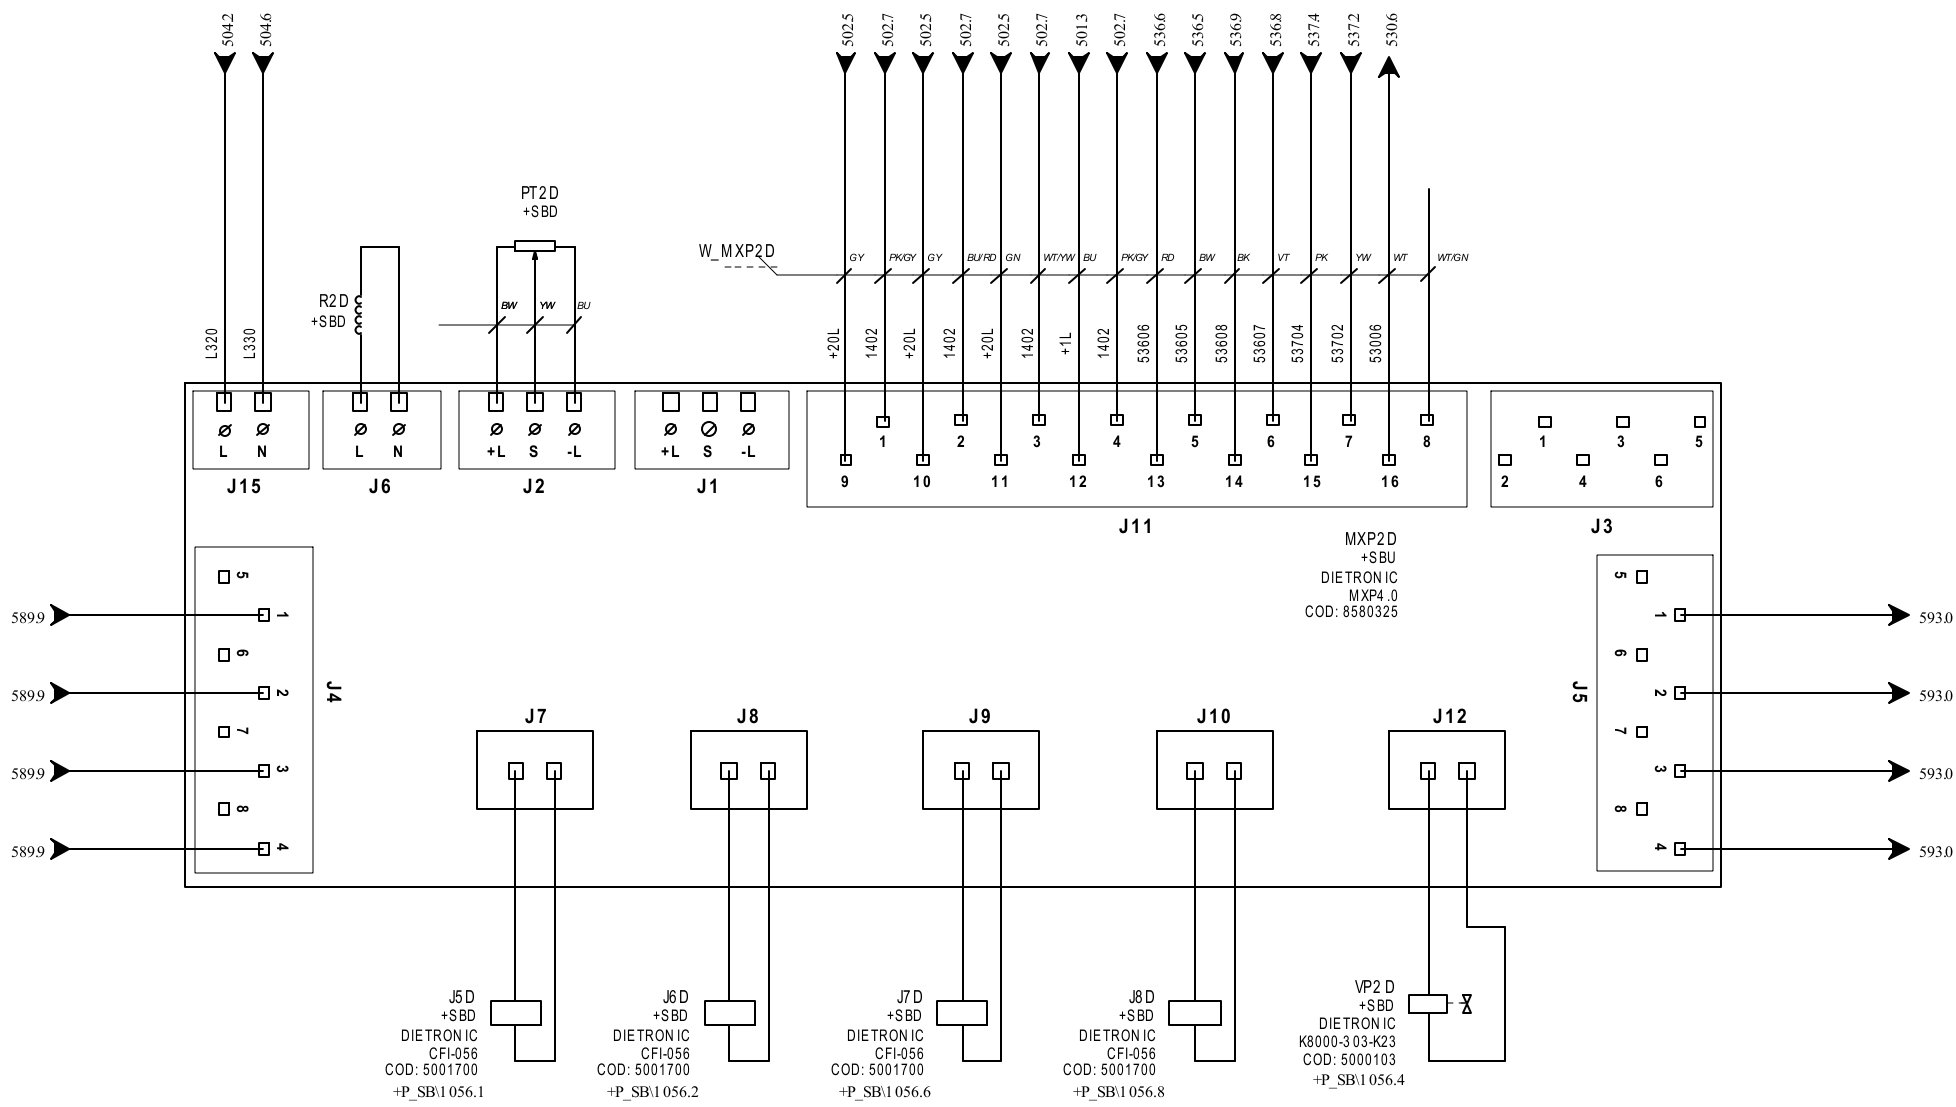 504.2 504.6 502.5 502.7 502.5 502.7 502.5 502.7 501.3 502.7 536.6 536.5 536.9 536.8 537.4 537.2 530.6
PT2D
+SBD
W_MXP2D
GY PK/GY GY BU/RD GN WT/YW BU PK/GY RD BW BK VT PK YW WT WT/GN
R2D
+SBD
BW YW BU
L320 L330 +20L 1402 +20L 1402 +20L 1402 +1L 1402 53606 53605 53608 53607 53704 53702 53006
L N L N +L S -L +L S -L
1 2 3 4 5 6 7 8
9 10 11 12 13 14 15 16
1 3 5
2 4 6
J15 J6 J2 J1 J11 J3
MXP2D
+SBU
DIETRONIC
MXP4.0
COD: 8580325
5 5
589.9 1 1 593.0
6 6
589.9 2 J4 J5 2 593.0
7 7
589.9 3 3 593.0
8 8
589.9 4 4 593.0
J7 J8 J9 J10 J12
J5D
+SBD
DIETRONIC
CFI-056
COD: 5001700
+P_SB\1056.1
J6D
+SBD
DIETRONIC
CFI-056
COD: 5001700
+P_SB\1056.2
J7D
+SBD
DIETRONIC
CFI-056
COD: 5001700
+P_SB\1056.6
J8D
+SBD
DIETRONIC
CFI-056
COD: 5001700
+P_SB\1056.8
VP2D
+SBD
DIETRONIC
K8000-303-K23
COD: 5000103
+P_SB\1056.4